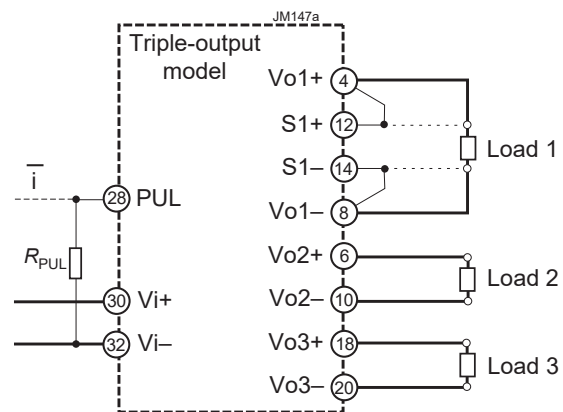 JM147a
Triple-output
model
Vo1+ 4
S1+ 12
Load 1
S1– 14
i
28 PUL
Vo1– 8
Vo2+ 6
RPUL
Load 2
30 Vi+
Vo2– 10
Vo3+ 18
32 Vi–
Load 3
Vo3– 20